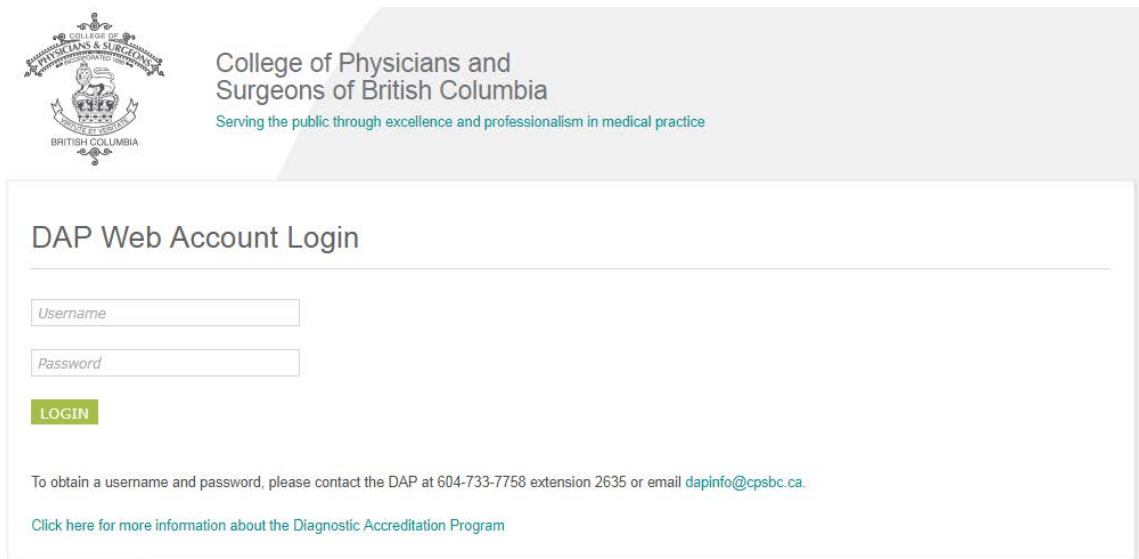 COLLEGE OF
PHYSICIANS & SURGEONS
INCORPORATED 1886
VIRTUTE ET VERITATE
BRITISH COLUMBIA
College of Physicians and
Surgeons of British Columbia
Serving the public through excellence and professionalism in medical practice
DAP Web Account Login
Username
Password
LOGIN
To obtain a username and password, please contact the DAP at 604-733-7758 extension 2635 or email dapinfo@cpsbc.ca.
Click here for more information about the Diagnostic Accreditation Program